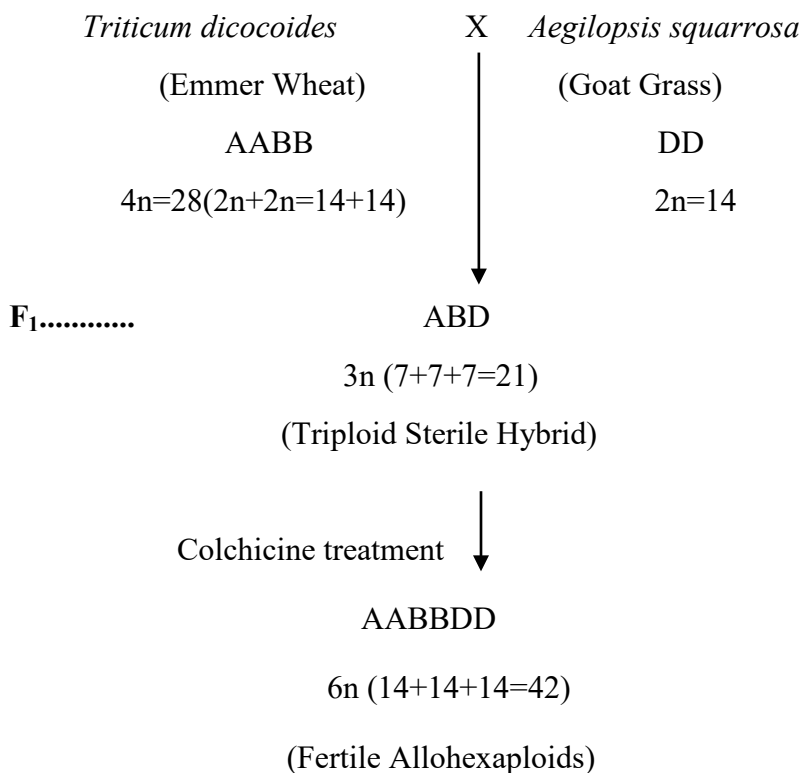 Triticum dicocoides X Aegilopsis squarrosa
(Emmer Wheat) (Goat Grass)
AABB DD
4n=28(2n+2n=14+14) 2n=14
F₁............ ABD
3n (7+7+7=21)
(Triploid Sterile Hybrid)
Colchicine treatment
AABBDD
6n (14+14+14=42)
(Fertile Allohexaploids)